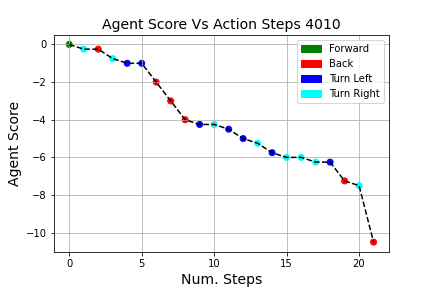 Agent Score Vs Action Steps 4010
Forward
Back
Turn Left
Turn Right
Agent Score
0
−2
−4
−6
−8
−10
0 5 10 15 20
Num. Steps